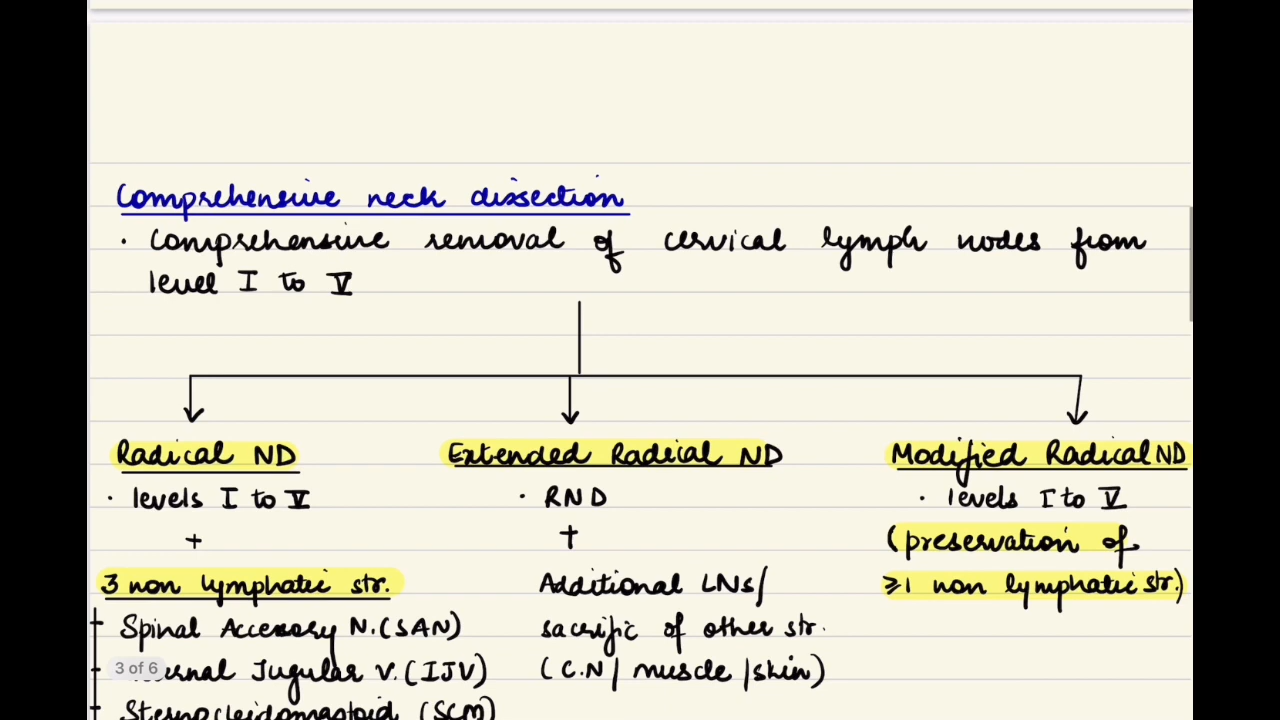 Comprehensive neck dissection
· Comprehensive removal of cervical lymph nodes from
level I to V
Radical ND
· levels I to V
+
3 non lymphatic str.
Spinal Accessory N. (SAN)
Jugular V. (IJV)
Sternocleidomastoid (SCM)
Extended Radical ND
· RND
+
Additional LNs/
sacrific of other str.
(C.N/ muscle /skin)
Modified Radical ND
· levels I to V
(preservation of
≥1 non lymphatic str.)
3 of 6